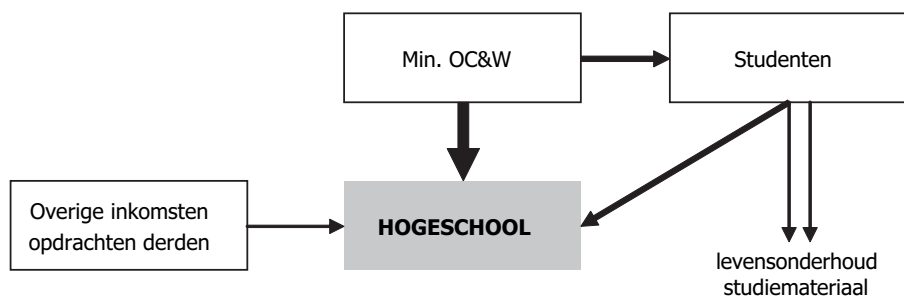 Min. OC&W
Studenten
Overige inkomsten
opdrachten derden
HOGESCHOOL
levensonderhoud
studiemateriaal